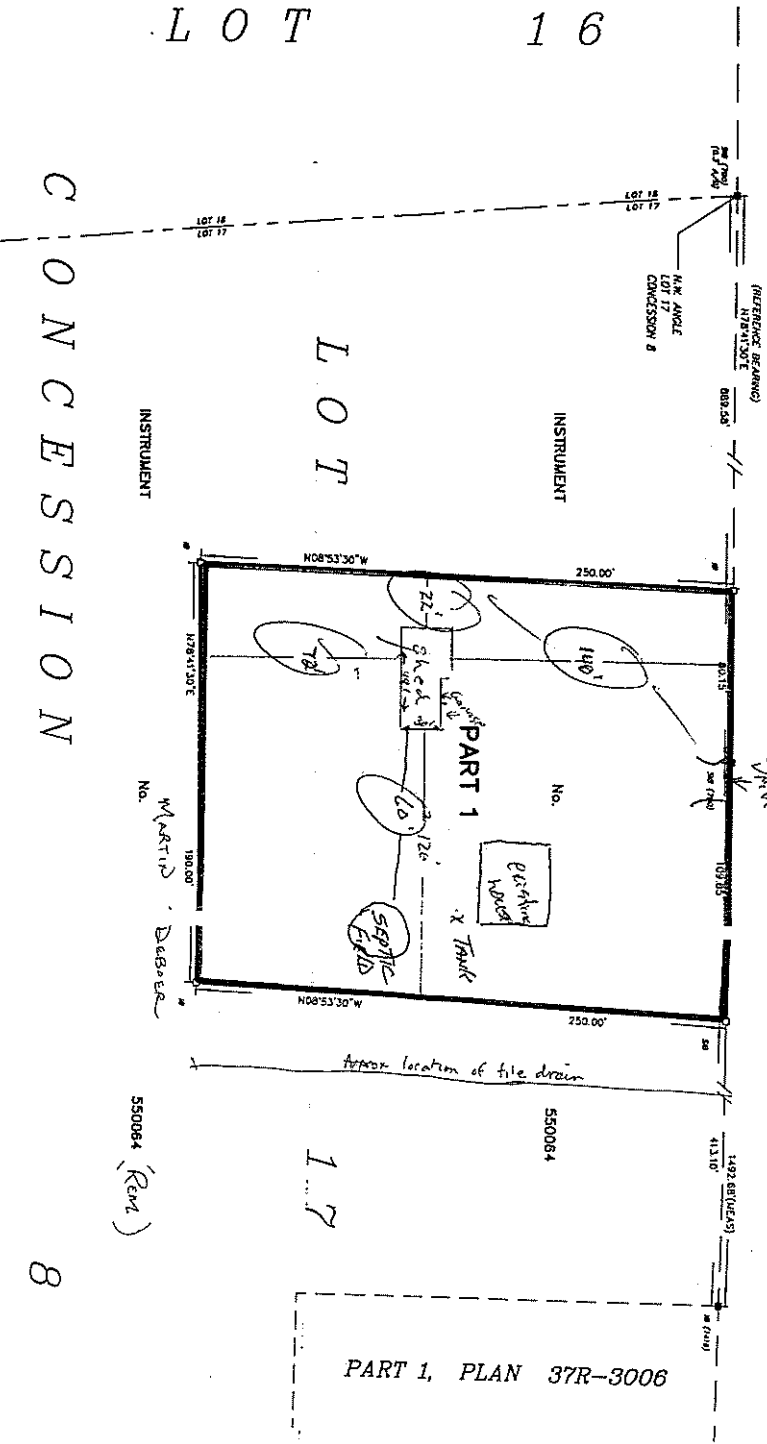 LOT 16
LOT 16
LOT 17
LOT 16
LOT 17
N.W. ANGLE
LOT 17
CONCESSION 8
(REFERENCE BEARING)
N78°41'30"E
889.58'
CONCESSION 8
LOT 17
INSTRUMENT
INSTRUMENT
N08°53'30"W
250.00'
22'
140'
80.15
72'
Shed
PART 1
60'
126'
No.
existing
house
X TANK
SEPTIC
FIELD
109.85
N78°41'30"E
190.00'
No.
MARTIN DEBOER
N08°53'30"W
250.00'
Approx location of tile drain
550064
550064 (Rem)
1492.68'(MEAS)
413.10'
PART 1, PLAN 37R-3006